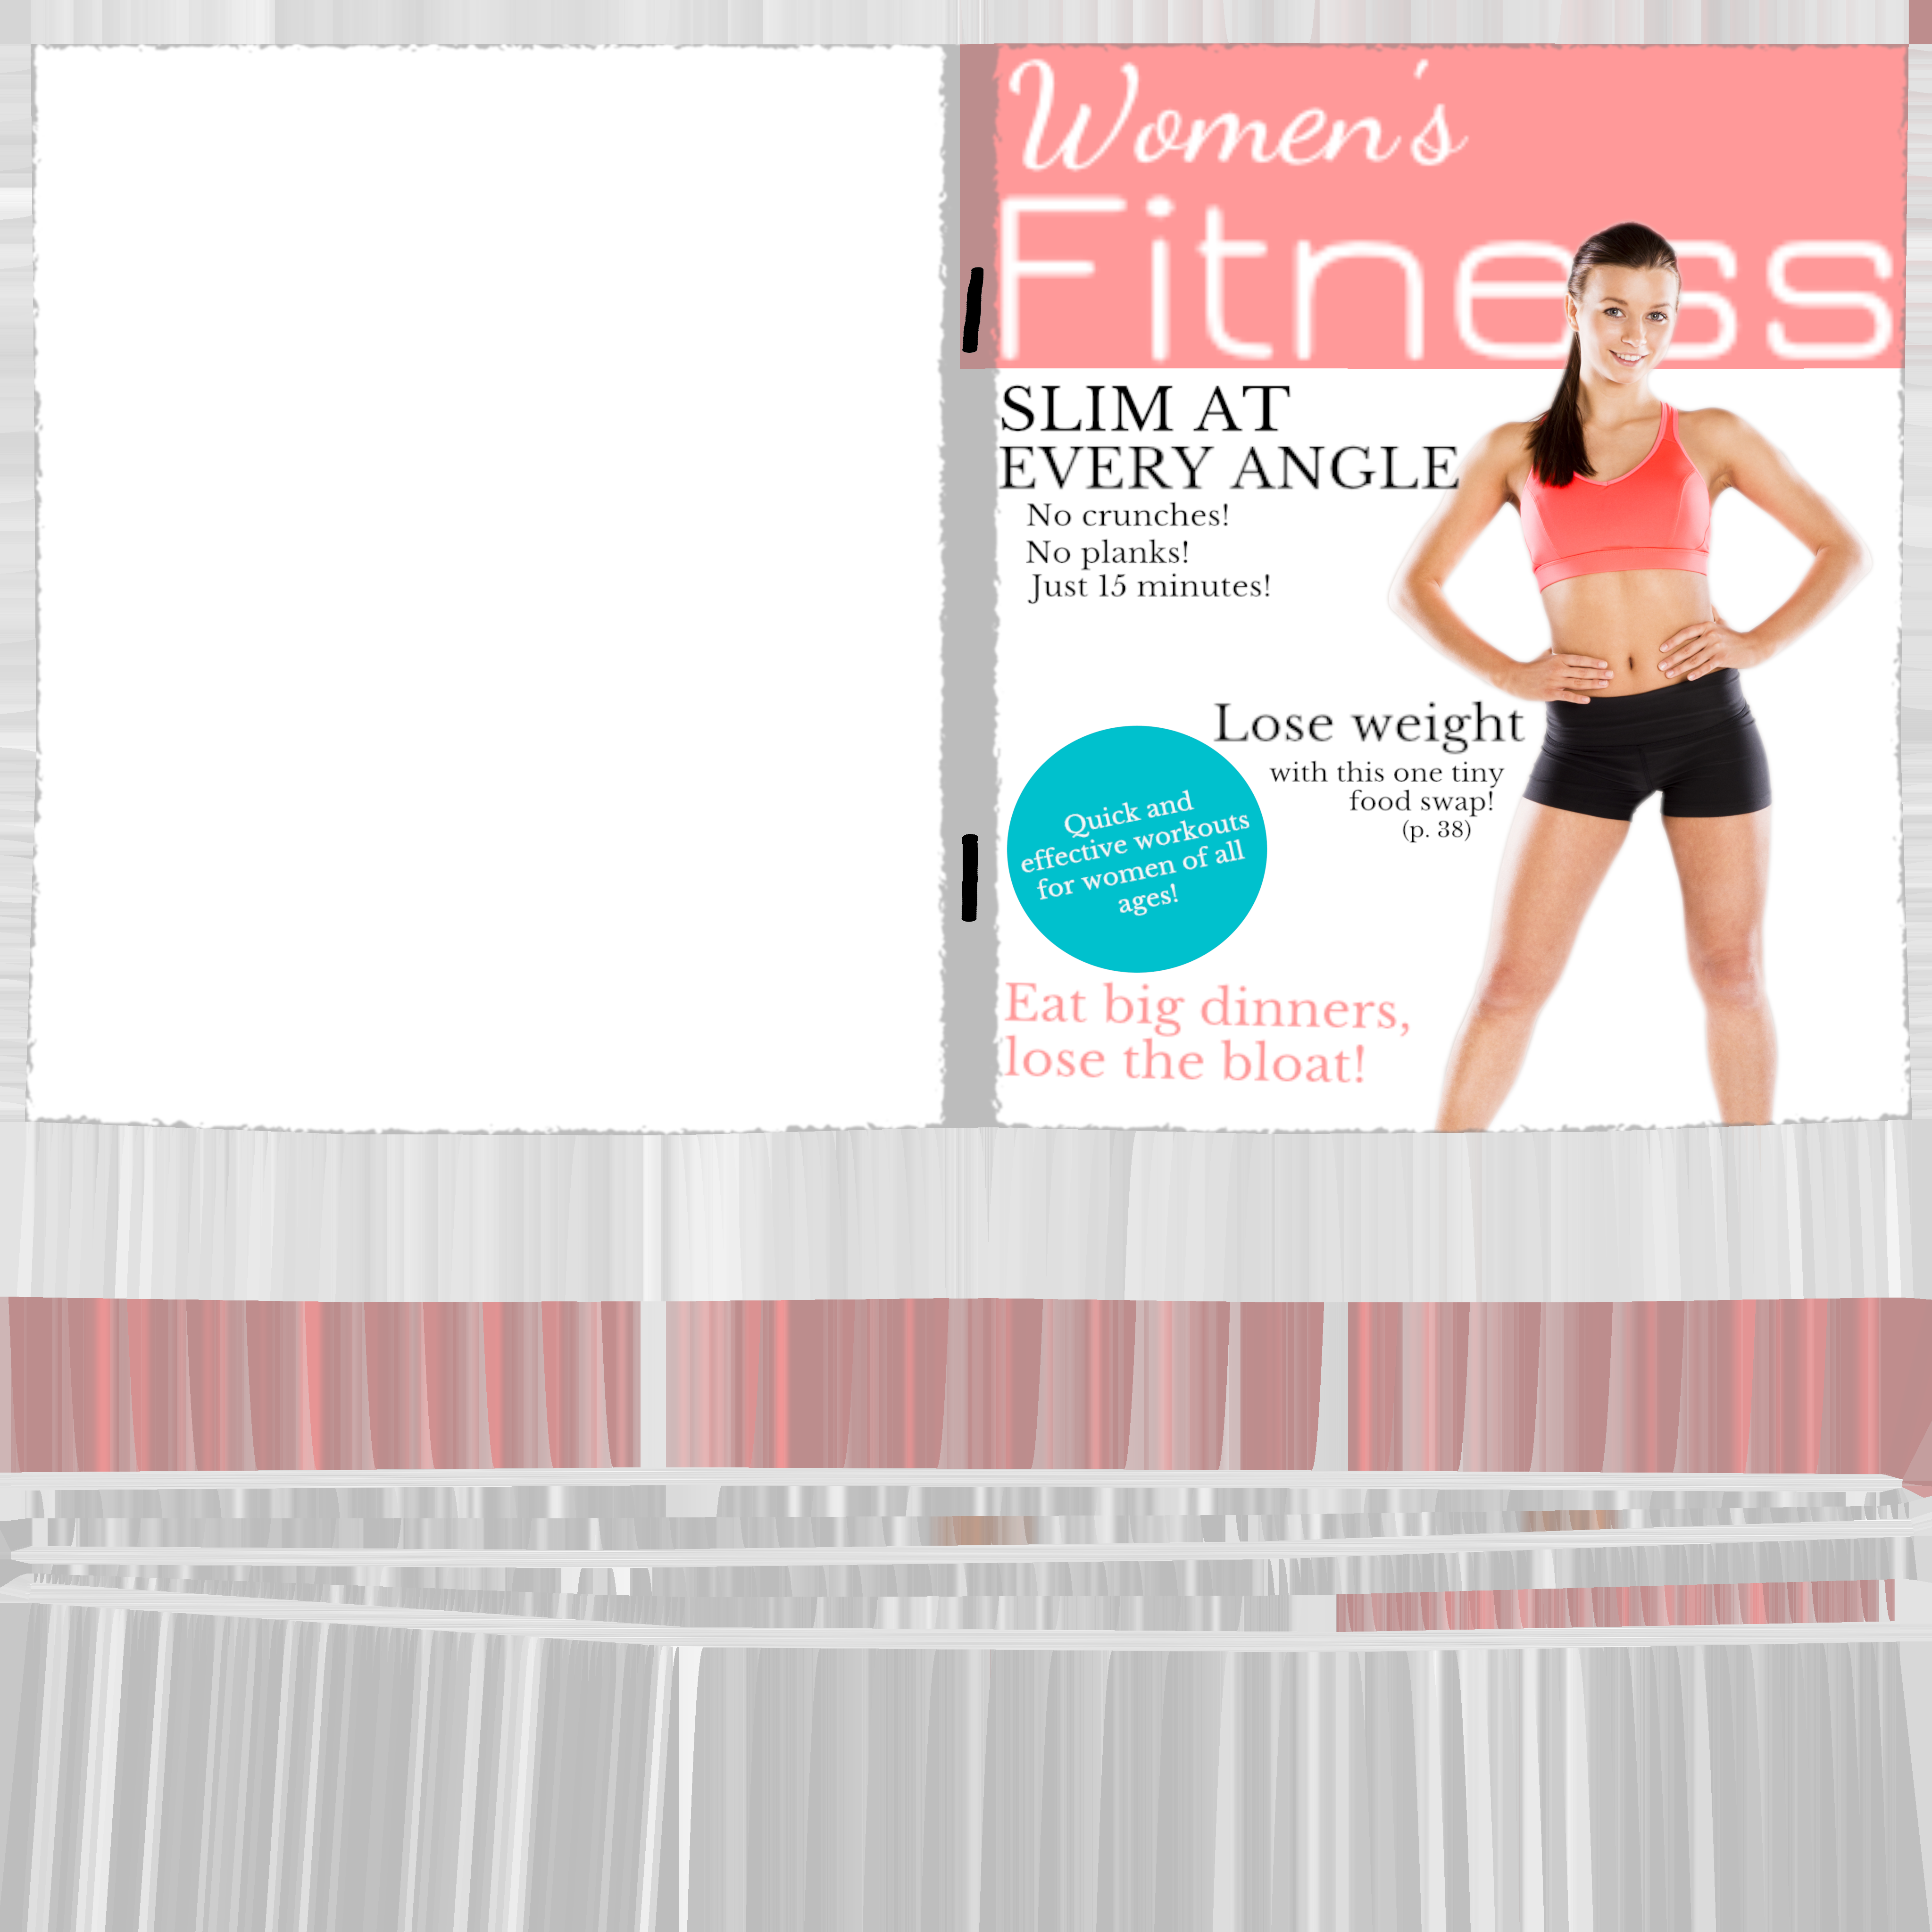 Women's
Fitness
SLIM AT
EVERY ANGLE
No crunches!
No planks!
Just 15 minutes!
Lose weight
with this one tiny
food swap!
(p. 38)
Quick and
effective workouts
for women of all
ages!
Eat big dinners,
lose the bloat!